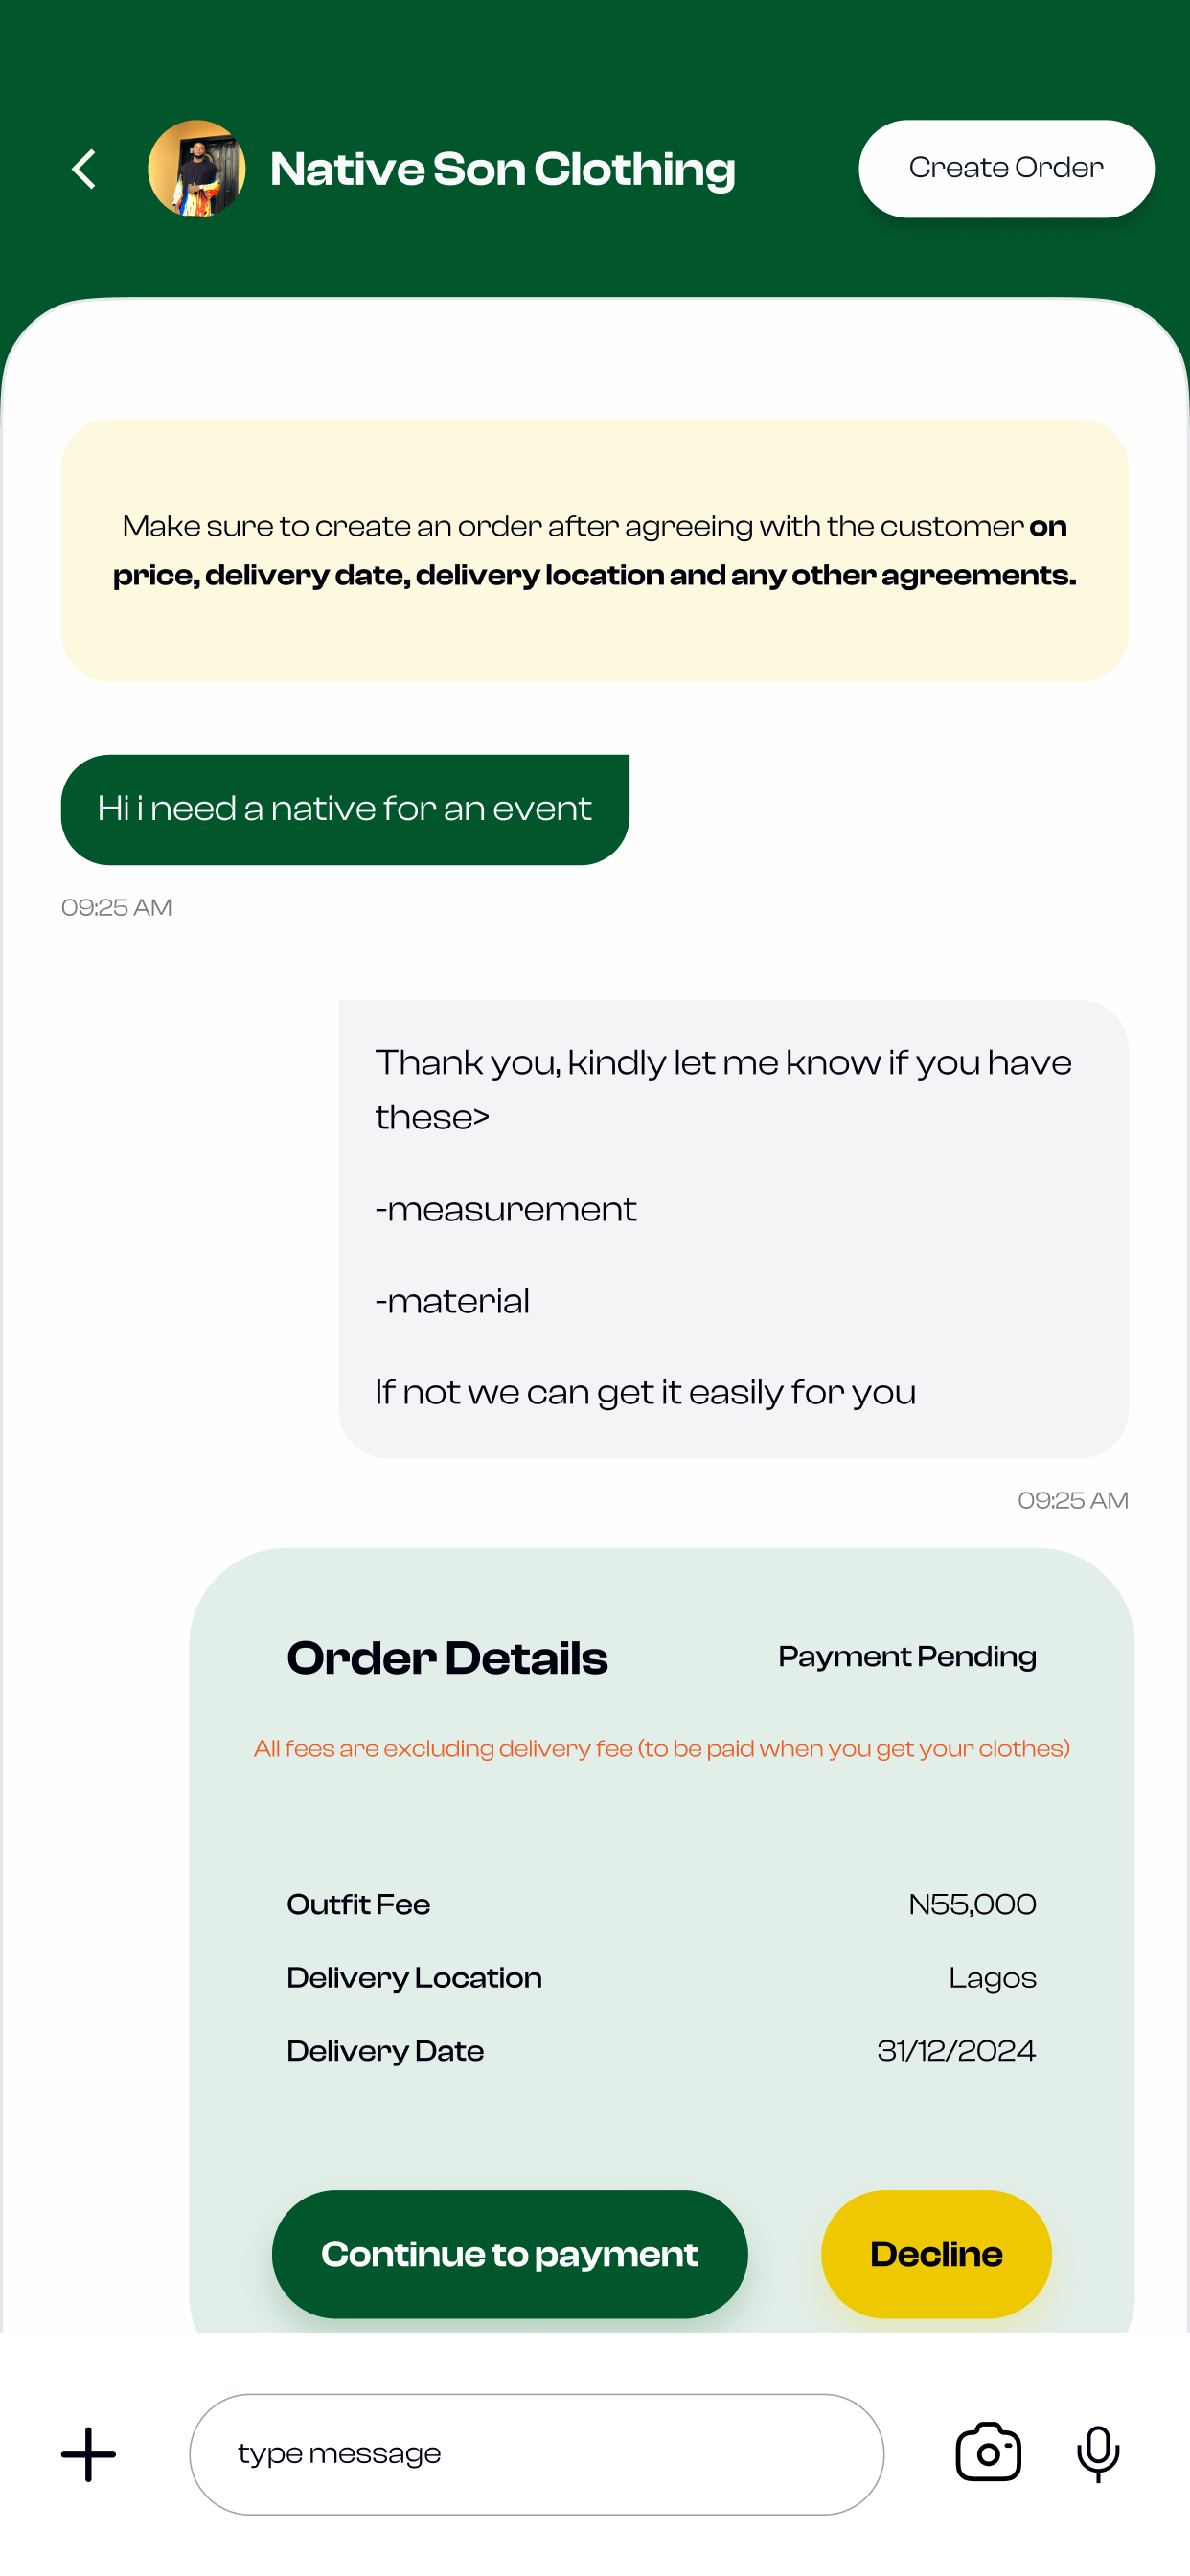 Native Son Clothing
Create Order
Make sure to create an order after agreeing with the customer on
price, delivery date, delivery location and any other agreements.
Hi i need a native for an event
09:25 AM
Thank you, kindly let me know if you have
these>
-measurement
-material
If not we can get it easily for you
09:25 AM
Order Details
Payment Pending
All fees are excluding delivery fee (to be paid when you get your clothes)
Outfit Fee
N55,000
Delivery Location
Lagos
Delivery Date
31/12/2024
Continue to payment
Decline
type message